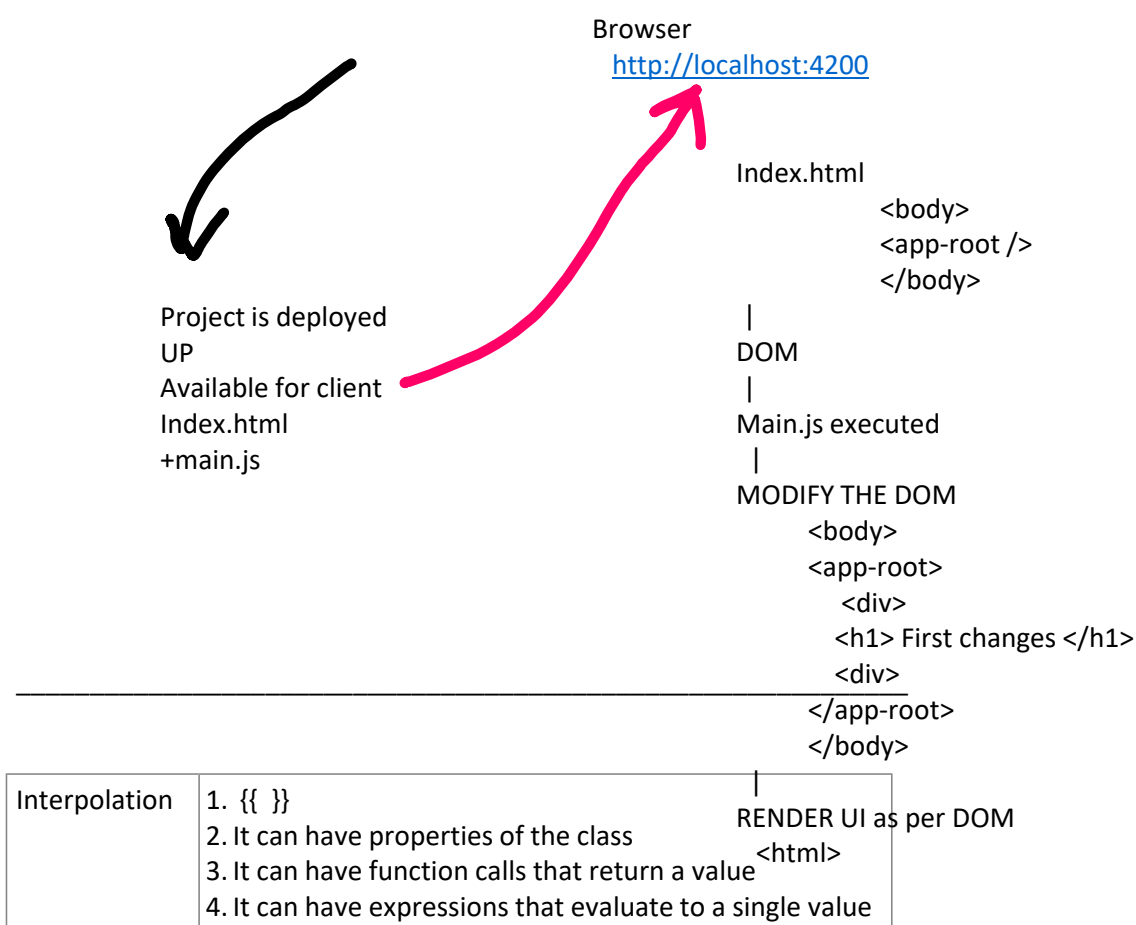 Browser
http://localhost:4200
Project is deployed
UP
Available for client
Index.html
+main.js
Index.html
<body>
<app-root />
</body>
|
DOM
|
Main.js executed
|
MODIFY THE DOM
<body>
<app-root>
<div>
<h1> First changes </h1>
<div>
</app-root>
</body>
|
RENDER UI as per DOM
<html>
Interpolation
1. {{ }}
2. It can have properties of the class
3. It can have function calls that return a value
4. It can have expressions that evaluate to a single value